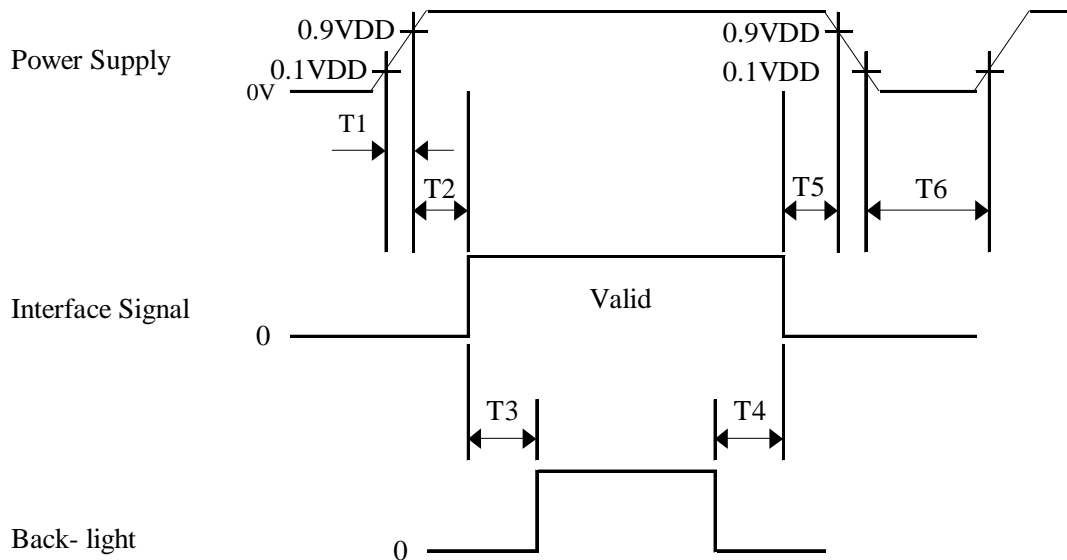 0.9VDD
0.9VDD
Power Supply
0.1VDD
0.1VDD
0V
T1
T2
T5
T6
Valid
Interface Signal
0
T3
T4
Back- light
0